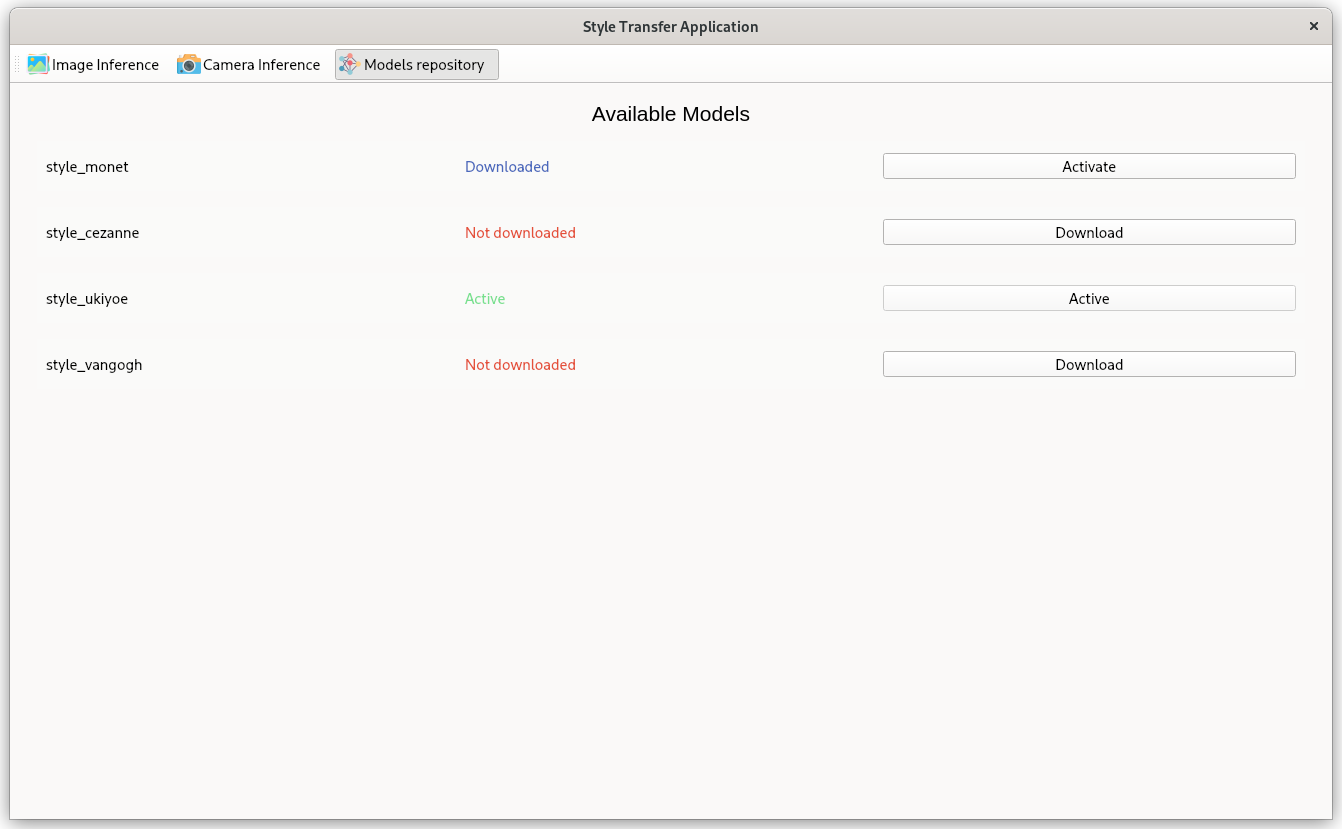 Style Transfer Application ×
Image Inference Camera Inference Models repository
Available Models
style_monet Downloaded Activate
style_cezanne Not downloaded Download
style_ukiyoe Active Active
style_vangogh Not downloaded Download